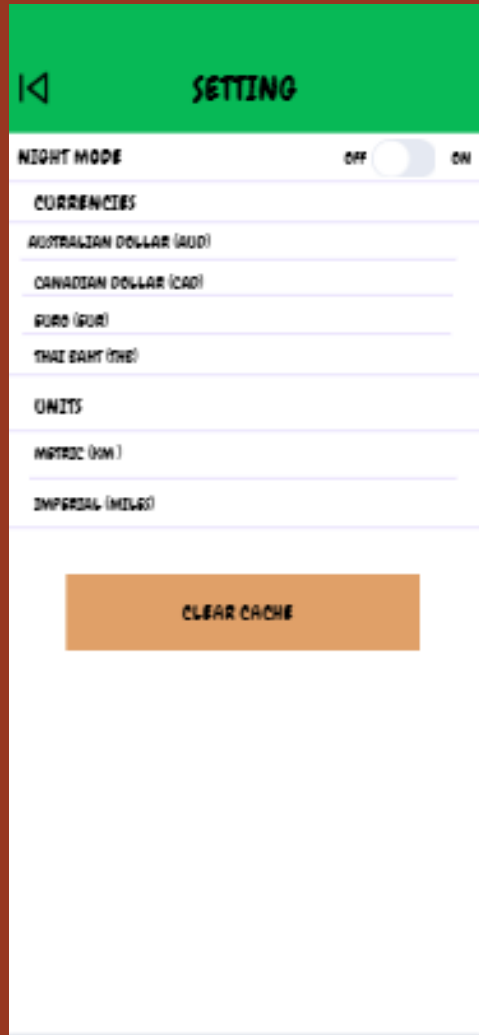 SETTING
NIGHT MODE OFF ON
CURRENCIES
AUSTRALIAN DOLLAR (AUD)
CANADIAN DOLLAR (CAD)
EURO (EUR)
THAI BAHT (THB)
UNITS
METRIC (KM )
IMPERIAL (MILES)
CLEAR CACHE